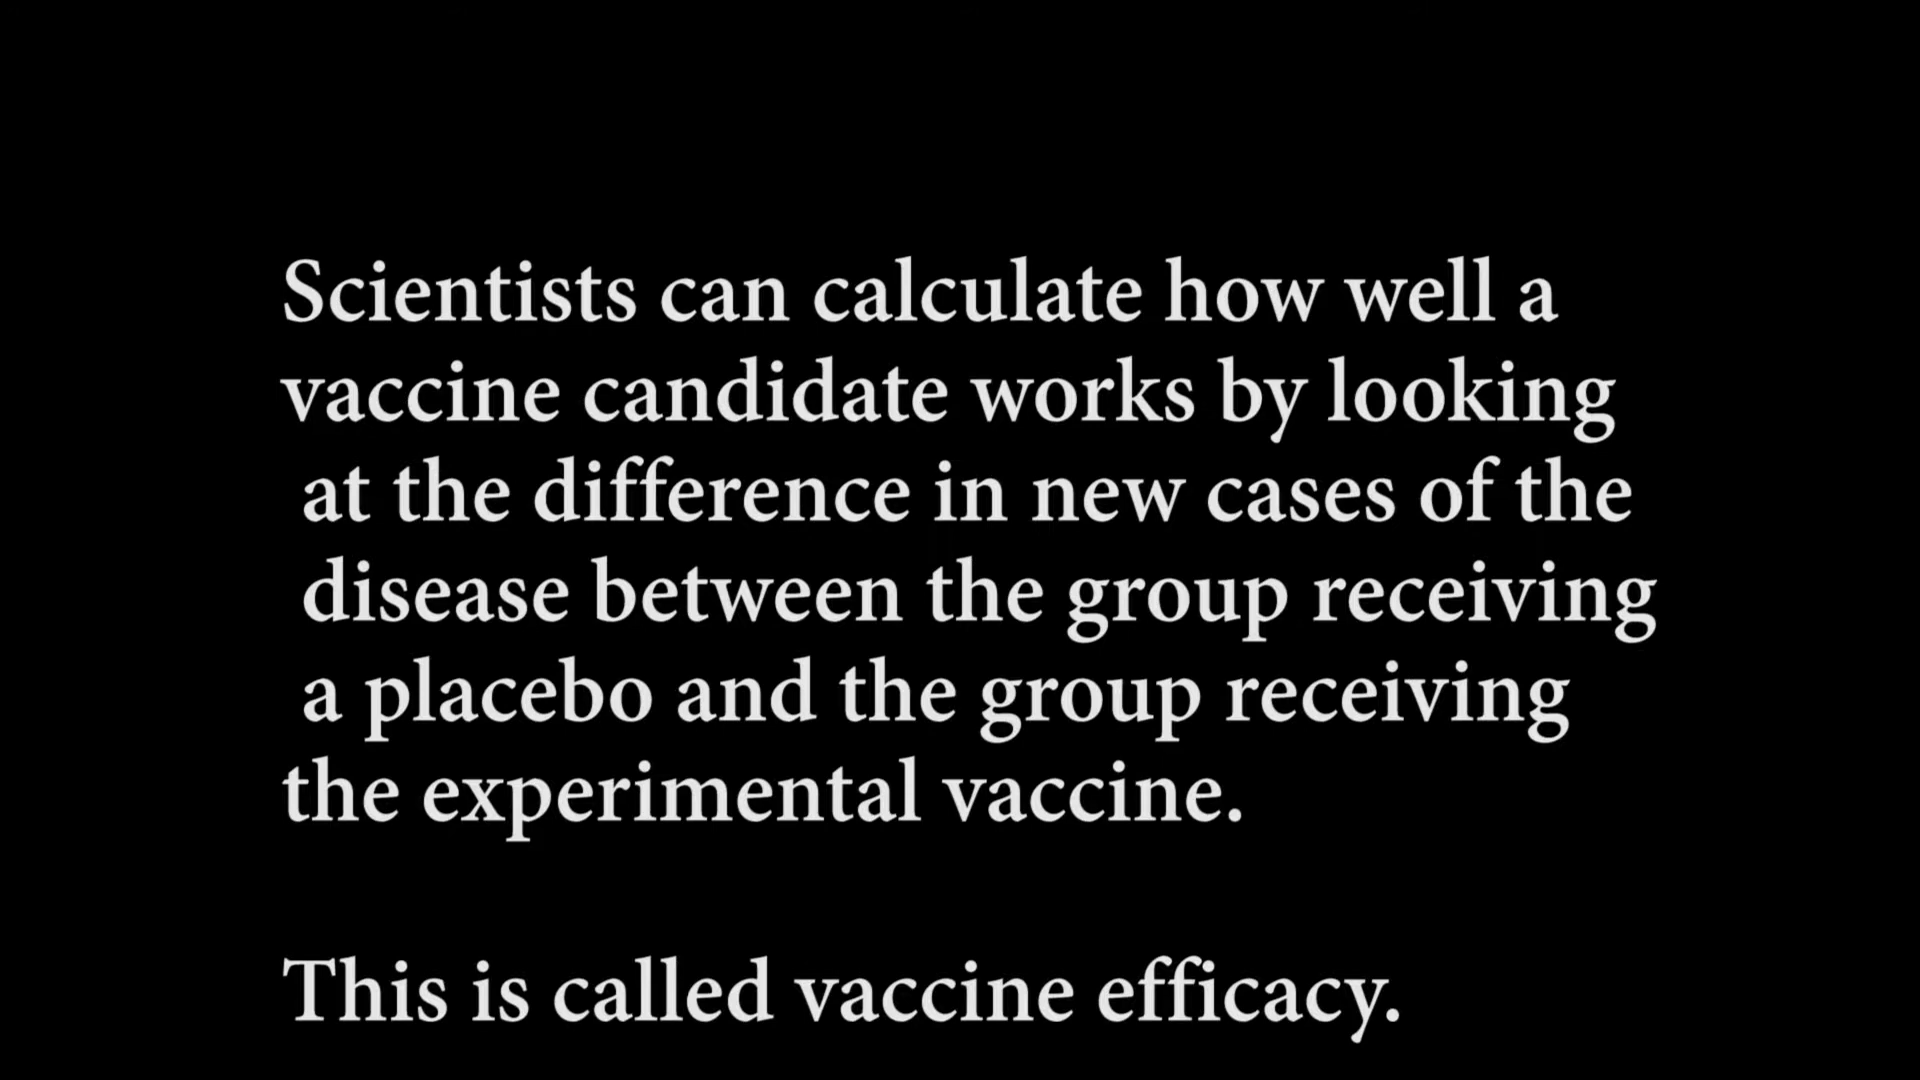 Scientists can calculate how well a
vaccine candidate works by looking
at the difference in new cases of the
disease between the group receiving
a placebo and the group receiving
the experimental vaccine.
This is called vaccine efficacy.